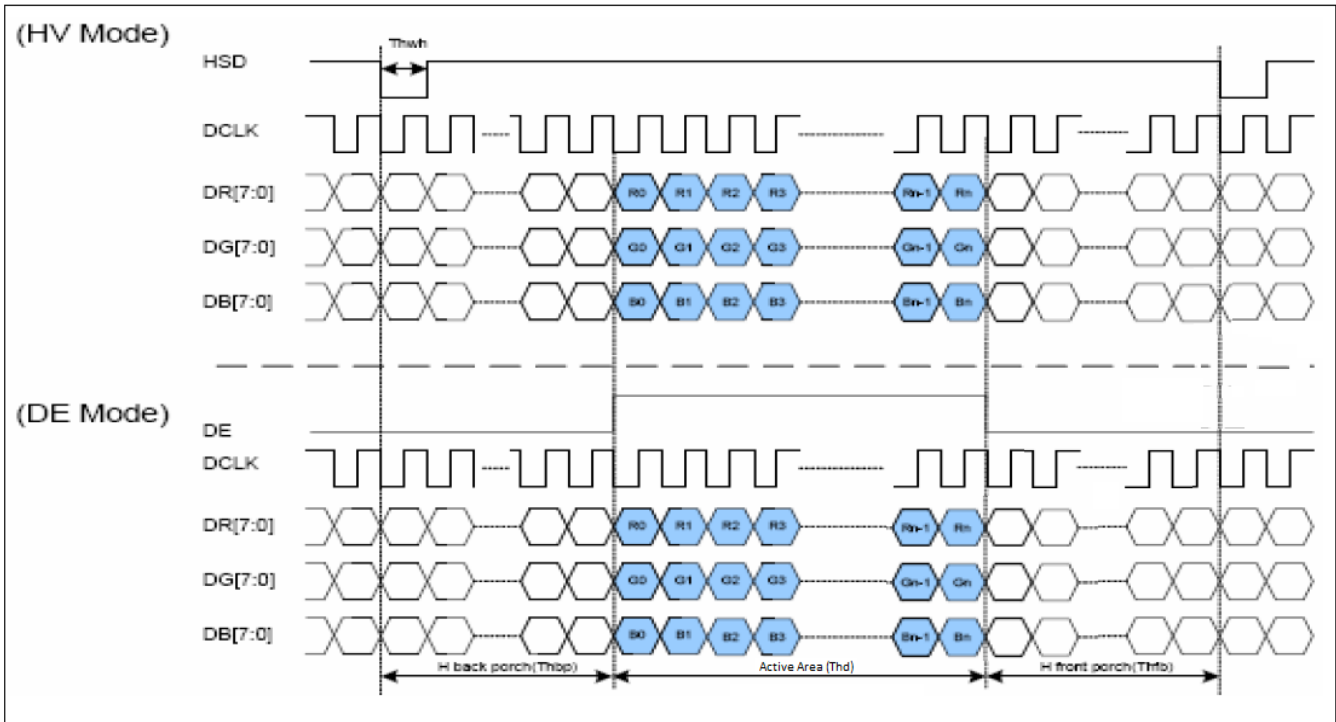 (HV Mode)
Thwh
HSD
DCLK
DR[7:0] R0 R1 R2 R3 Rn-1 Rn
DG[7:0] G0 G1 G2 G3 Gn-1 Gn
DB[7:0] B0 B1 B2 B3 Bn-1 Bn
(DE Mode)
DE
DCLK
DR[7:0] R0 R1 R2 R3 Rn-1 Rn
DG[7:0] G0 G1 G2 G3 Gn-1 Gn
DB[7:0] B0 B1 B2 B3 Bn-1 Bn
H back porch(Thbp) Active Area (Thd) H front porch(Thfb)